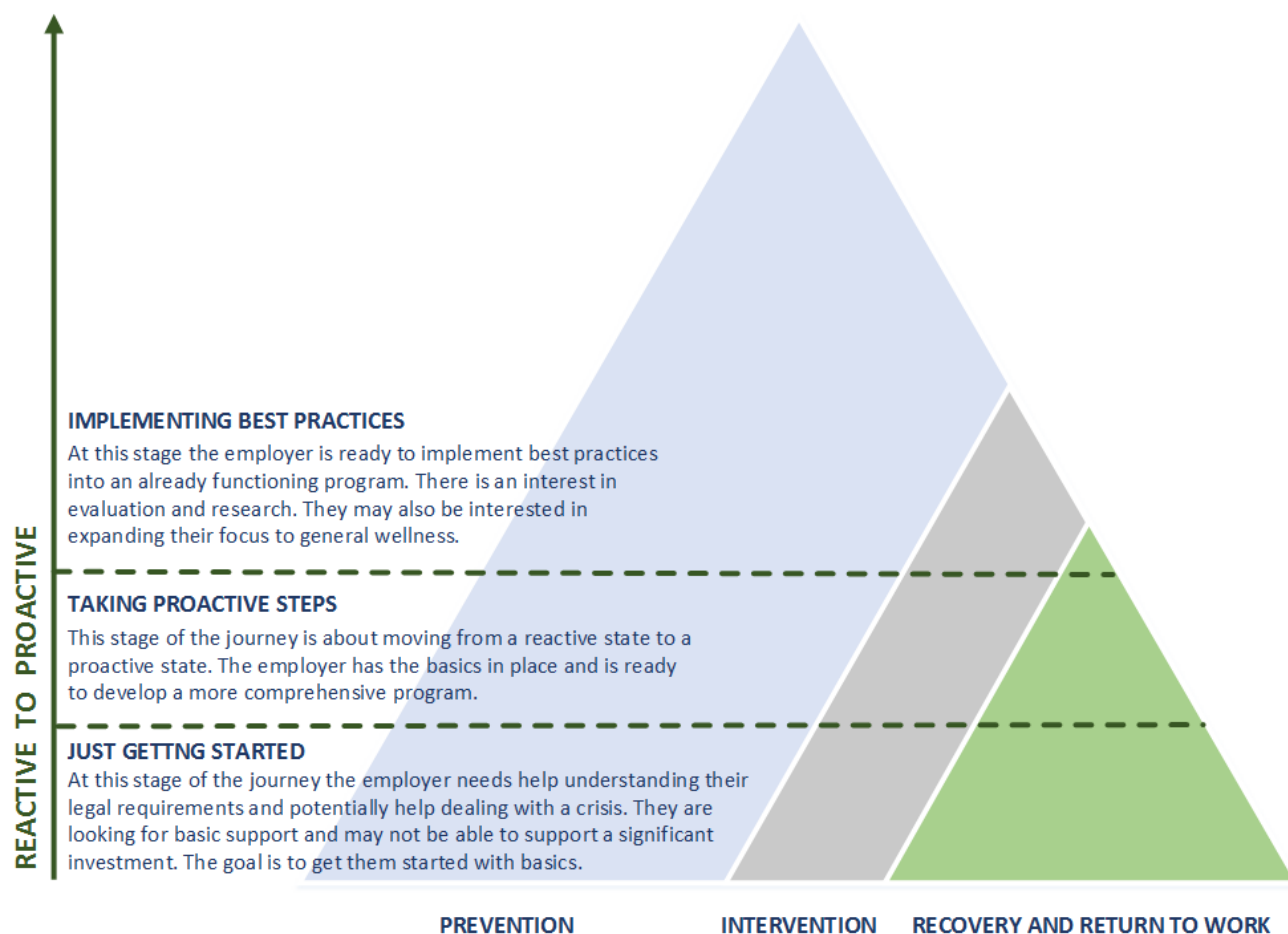 IMPLEMENTING BEST PRACTICES
At this stage the employer is ready to implement best practices
into an already functioning program. There is an interest in
evaluation and research. They may also be interested in
expanding their focus to general wellness.
TAKING PROACTIVE STEPS
This stage of the journey is about moving from a reactive state to a
proactive state. The employer has the basics in place and is ready
to develop a more comprehensive program.
JUST GETTNG STARTED
At this stage of the journey the employer needs help understanding their
legal requirements and potentially help dealing with a crisis. They are
looking for basic support and may not be able to support a significant
investment. The goal is to get them started with basics.
REACTIVE TO PROACTIVE
PREVENTION
INTERVENTION
RECOVERY AND RETURN TO WORK